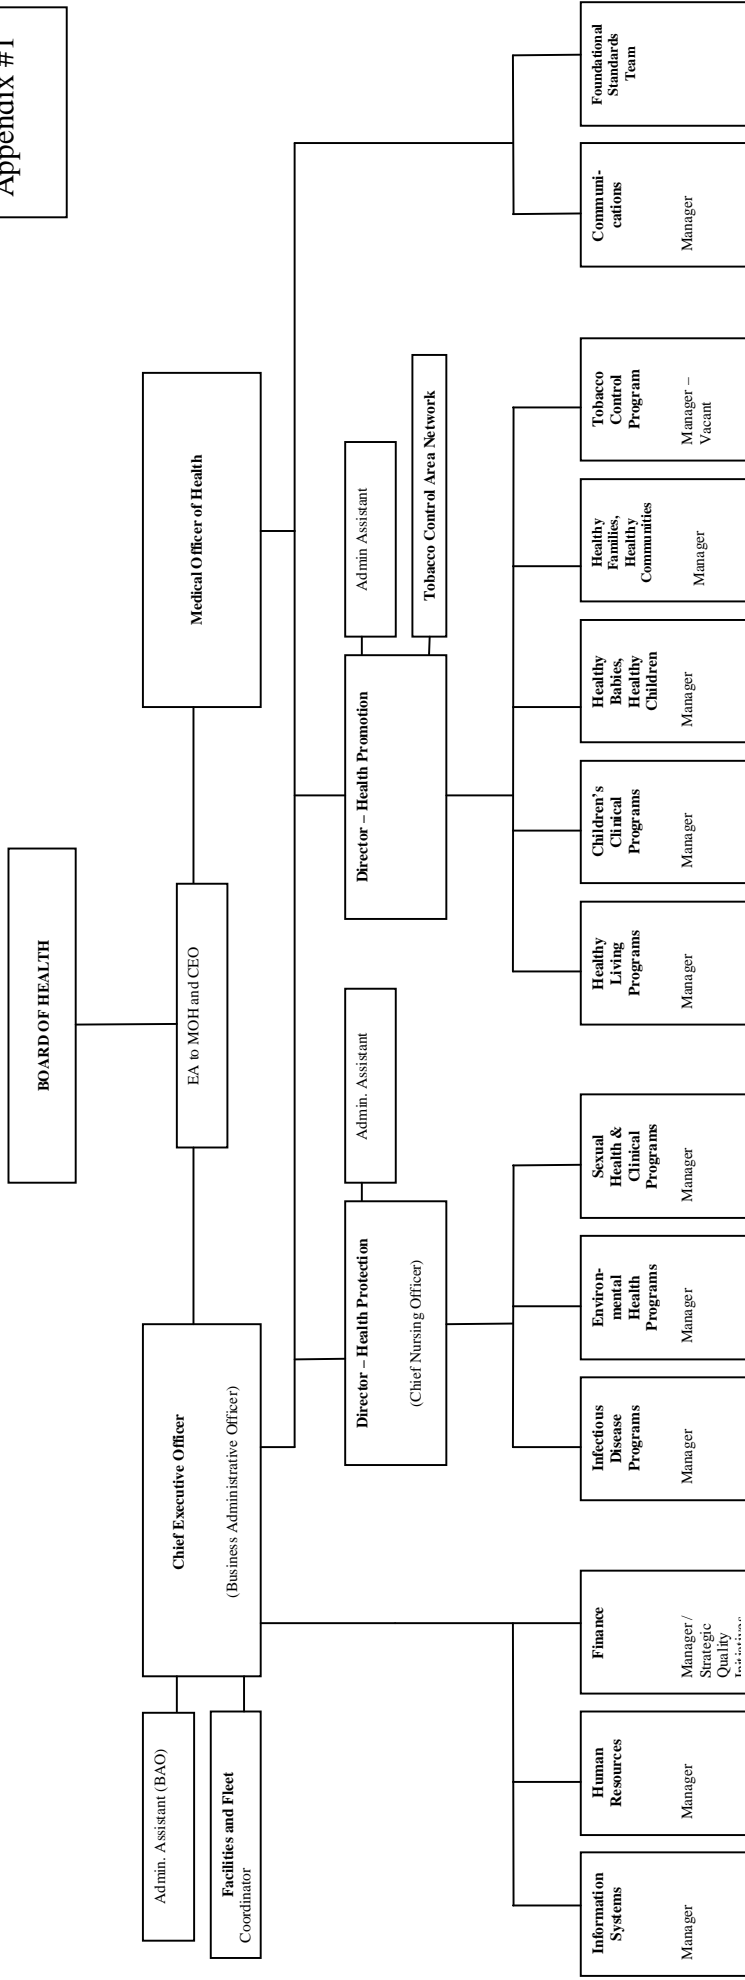 Appendix #1
BOARD OF HEALTH
EA to MOH and CEO
Chief Executive Officer
(Business Administrative Officer)
Medical Officer of Health
Admin. Assistant (BAO)
Facilities and Fleet
Coordinator
Director – Health Protection
(Chief Nursing Officer)
Admin. Assistant
Director – Health Promotion
Admin Assistant
Tobacco Control Area Network
Information
Systems
Manager
Human
Resources
Manager
Finance
Manager /
Strategic
Quality
Initiatives
Infectious
Disease
Programs
Manager
Environ-
mental
Health
Programs
Manager
Sexual
Health &
Clinical
Programs
Manager
Healthy
Living
Programs
Manager
Children's
Clinical
Programs
Manager
Healthy
Babies,
Healthy
Children
Manager
Healthy
Families,
Healthy
Communities
Manager
Tobacco
Control
Program
Manager –
Vacant
Communi-
cations
Manager
Foundational
Standards
Team